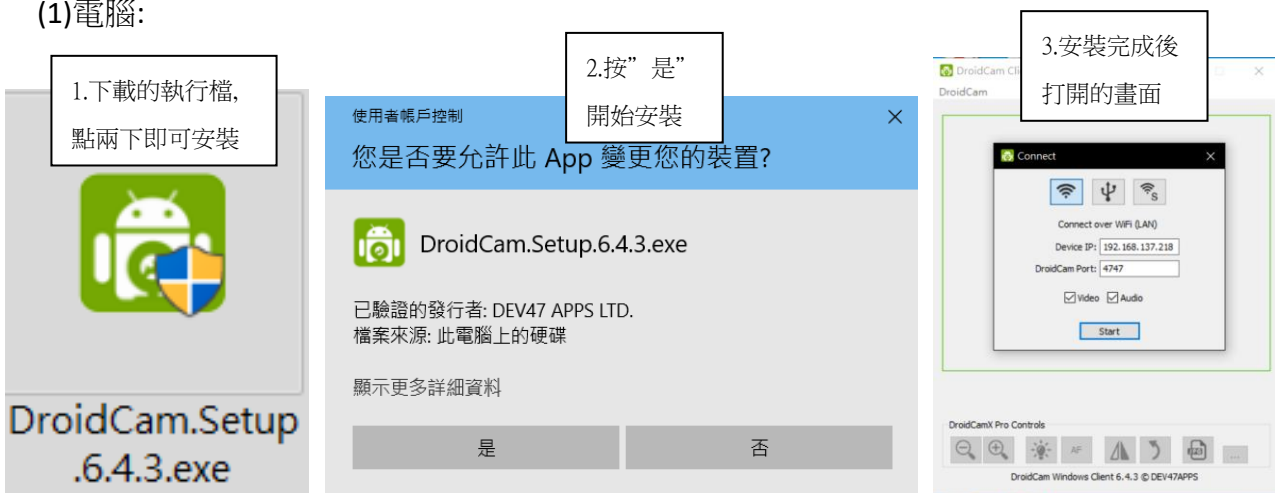 (1)電腦:
1.下載的執行檔,
點兩下即可安裝
DroidCam.Setup
.6.4.3.exe
2.按”是”
開始安裝
使用者帳戶控制
您是否要允許此 App 變更您的裝置?
DroidCam.Setup.6.4.3.exe
已驗證的發行者: DEV47 APPS LTD.
檔案來源: 此電腦上的硬碟
顯示更多詳細資料
是
否
3.安裝完成後
打開的畫面
DroidCam Cli
DroidCam
Connect
Connect over WiFi (LAN)
Device IP: 192.168.137.218
DroidCam Port: 4747
Video Audio
Start
DroidCamX Pro Controls
AF
...
DroidCam Windows Client 6.4.3 © DEV47APPS